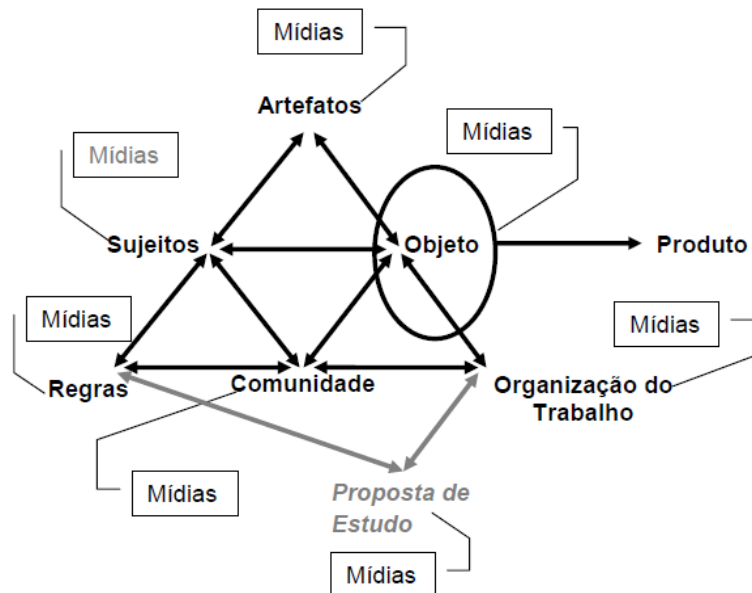 Mídias
Artefatos
Mídias
Mídias
Sujeitos
Objeto
Produto
Mídias
Mídias
Regras
Comunidade
Organização do
Trabalho
Mídias
Proposta de
Estudo
Mídias